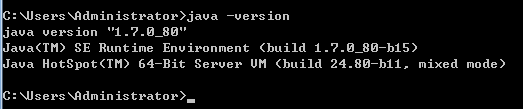 C:\Users\Administrator>java -version
java version "1.7.0_80"
Java(TM) SE Runtime Environment (build 1.7.0_80-b15)
Java HotSpot(TM) 64-Bit Server VM (build 24.80-b11, mixed mode)
C:\Users\Administrator>_